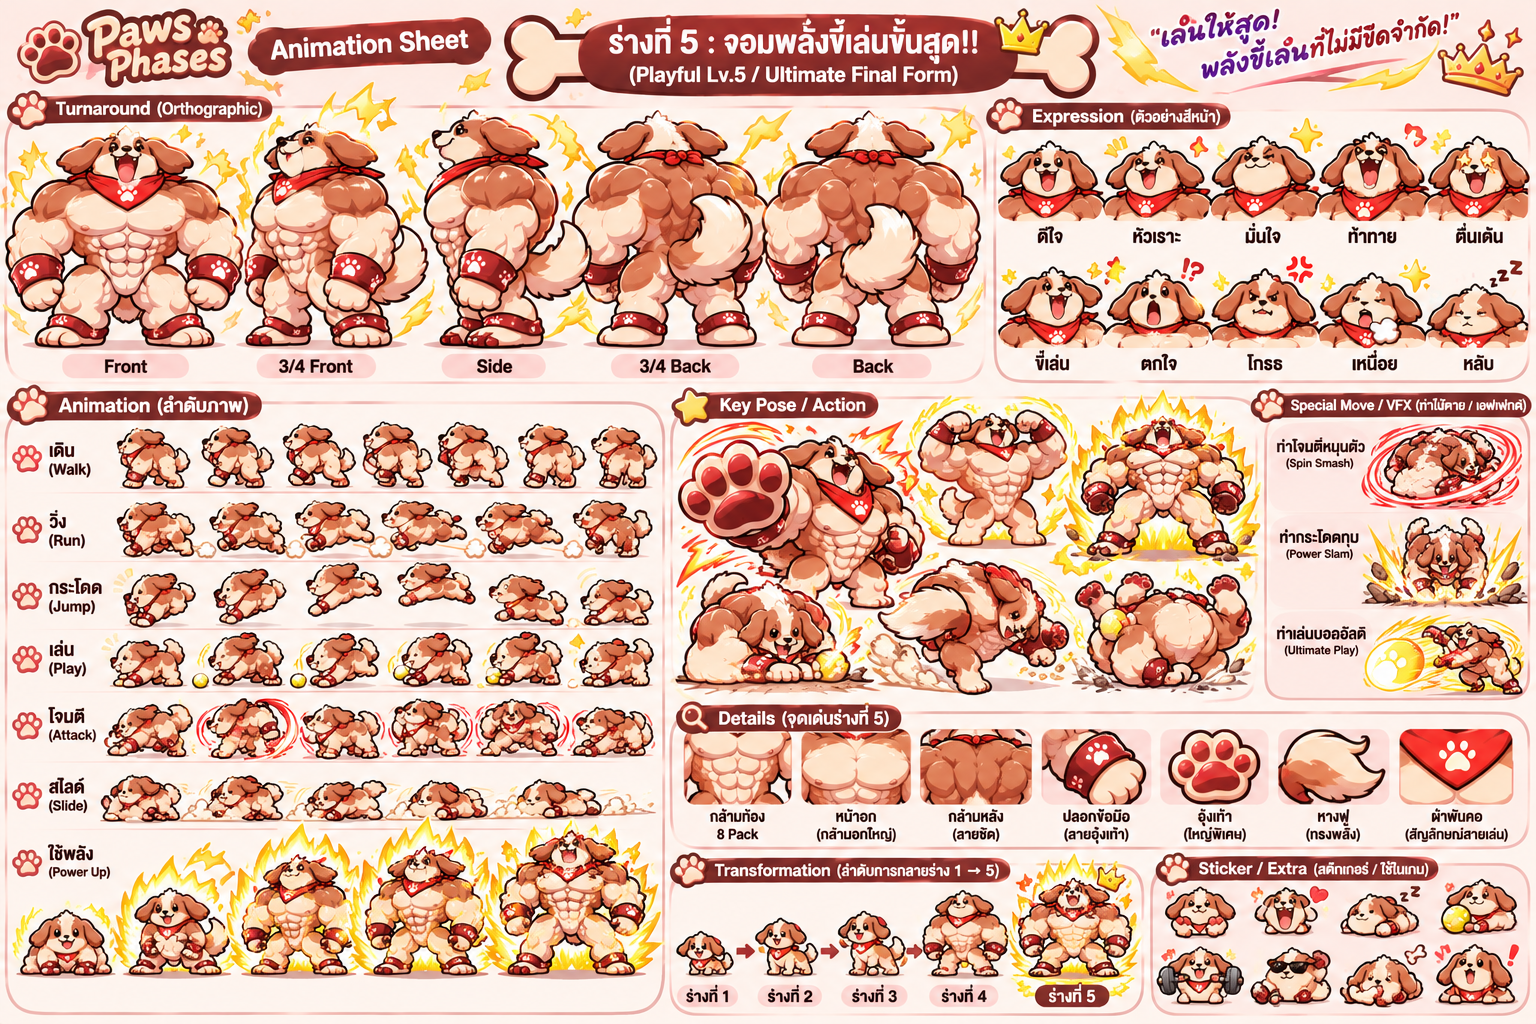 Paws Phases
Animation Sheet
ร่างที่ 5 : จอมพลังขี้เล่นขั้นสุด!!
(Playful Lv.5 / Ultimate Final Form)
“เล่นให้สุด!
พลังขี้เล่นที่ไม่มีขีดจำกัด!”
Turnaround (Orthographic)
Front
3/4 Front
Side
3/4 Back
Back
Expression (ตัวอย่างสีหน้า)
ดีใจ
หัวเราะ
มั่นใจ
ท้าทาย
ตื่นเต้น
!?
zzZ
ขี้เล่น
ตกใจ
โกรธ
เหนื่อย
หลับ
Animation (ลำดับภาพ)
เดิน
(Walk)
วิ่ง
(Run)
กระโดด
(Jump)
เล่น
(Play)
โจมตี
(Attack)
สไลด์
(Slide)
ใช้พลัง
(Power Up)
Key Pose / Action
Special Move / VFX (ท่าไม้ตาย / เอฟเฟกต์)
ท่าโจมตีหมุนตัว
(Spin Smash)
ท่ากระโดดทุบ
(Power Slam)
ท่าเล่นบอลอัลติ
(Ultimate Play)
Details (จุดเด่นร่างที่ 5)
กล้ามท้อง
8 Pack
หน้าอก
(กล้ามอกใหญ่)
กล้ามหลัง
(ลายชัด)
ปลอกข้อมือ
(ลายอุ้งเท้า)
อุ้งเท้า
(ใหญ่พิเศษ)
หางฟู
(ทรงพลัง)
ผ้าพันคอ
(สัญลักษณ์สายเล่น)
Transformation (ลำดับการกลายร่าง 1 → 5)
ร่างที่ 1
ร่างที่ 2
ร่างที่ 3
ร่างที่ 4
ร่างที่ 5
Sticker / Extra (สติกเกอร์ / ใช้ในเกม)
zZ
!